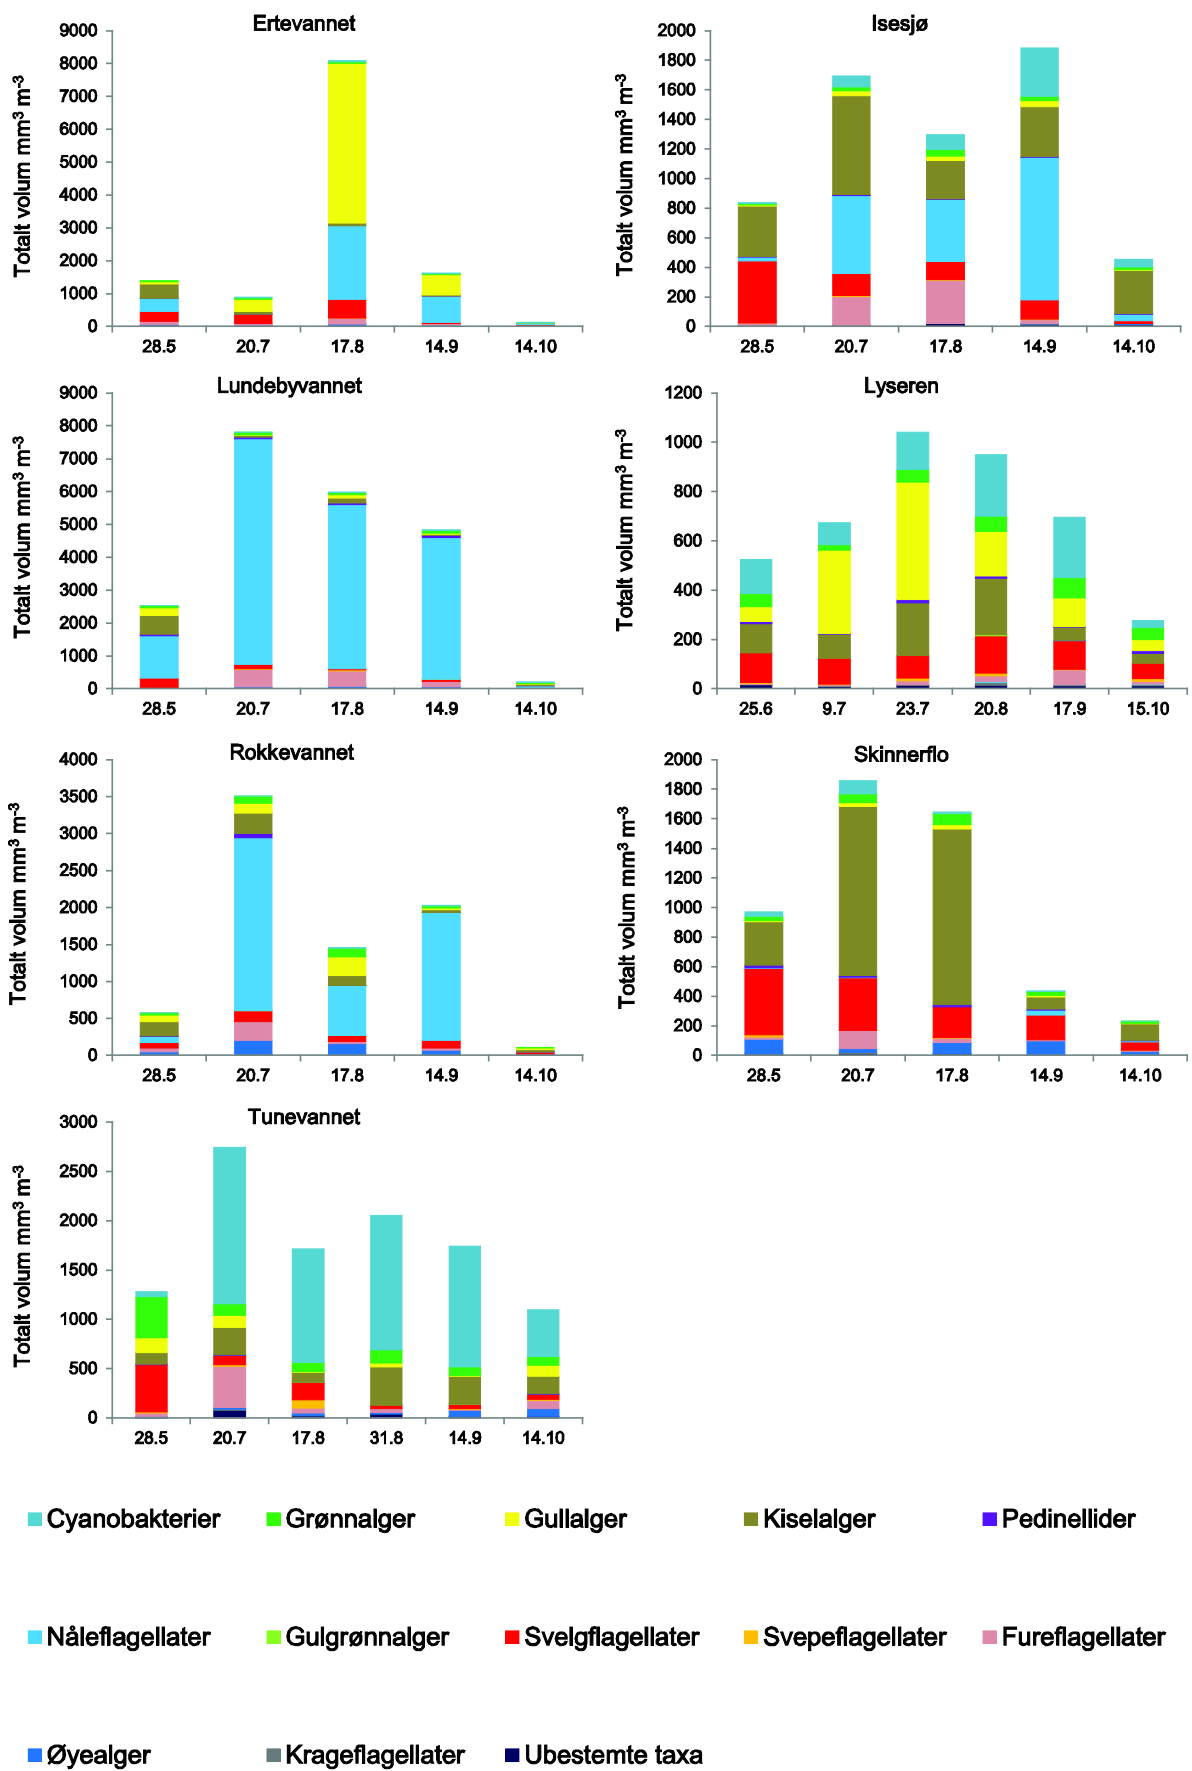 Ertevannet
Totalt volum mm³ m⁻³
9000
8000
7000
6000
5000
4000
3000
2000
1000
0
28.5 20.7 17.8 14.9 14.10
Isesjø
Totalt volum mm³ m⁻³
2000
1800
1600
1400
1200
1000
800
600
400
200
0
28.5 20.7 17.8 14.9 14.10
Lundebyvannet
Totalt volum mm³ m⁻³
9000
8000
7000
6000
5000
4000
3000
2000
1000
0
28.5 20.7 17.8 14.9 14.10
Lyseren
Totalt volum mm³ m⁻³
1200
1000
800
600
400
200
0
25.6 9.7 23.7 20.8 17.9 15.10
Rokkevannet
Totalt volum mm³ m⁻³
4000
3500
3000
2500
2000
1500
1000
500
0
28.5 20.7 17.8 14.9 14.10
Skinnerflo
Totalt volum mm³ m⁻³
2000
1800
1600
1400
1200
1000
800
600
400
200
0
28.5 20.7 17.8 14.9 14.10
Tunevannet
Totalt volum mm³ m⁻³
3000
2500
2000
1500
1000
500
0
28.5 20.7 17.8 31.8 14.9 14.10
Cyanobakterier Grønnalger Gullalger Kiselalger Pedinellider
Nåleflagellater Gulgrønnalger Svelgflagellater Svepeflagellater Fureflagellater
Øyealger Krageflagellater Ubestemte taxa